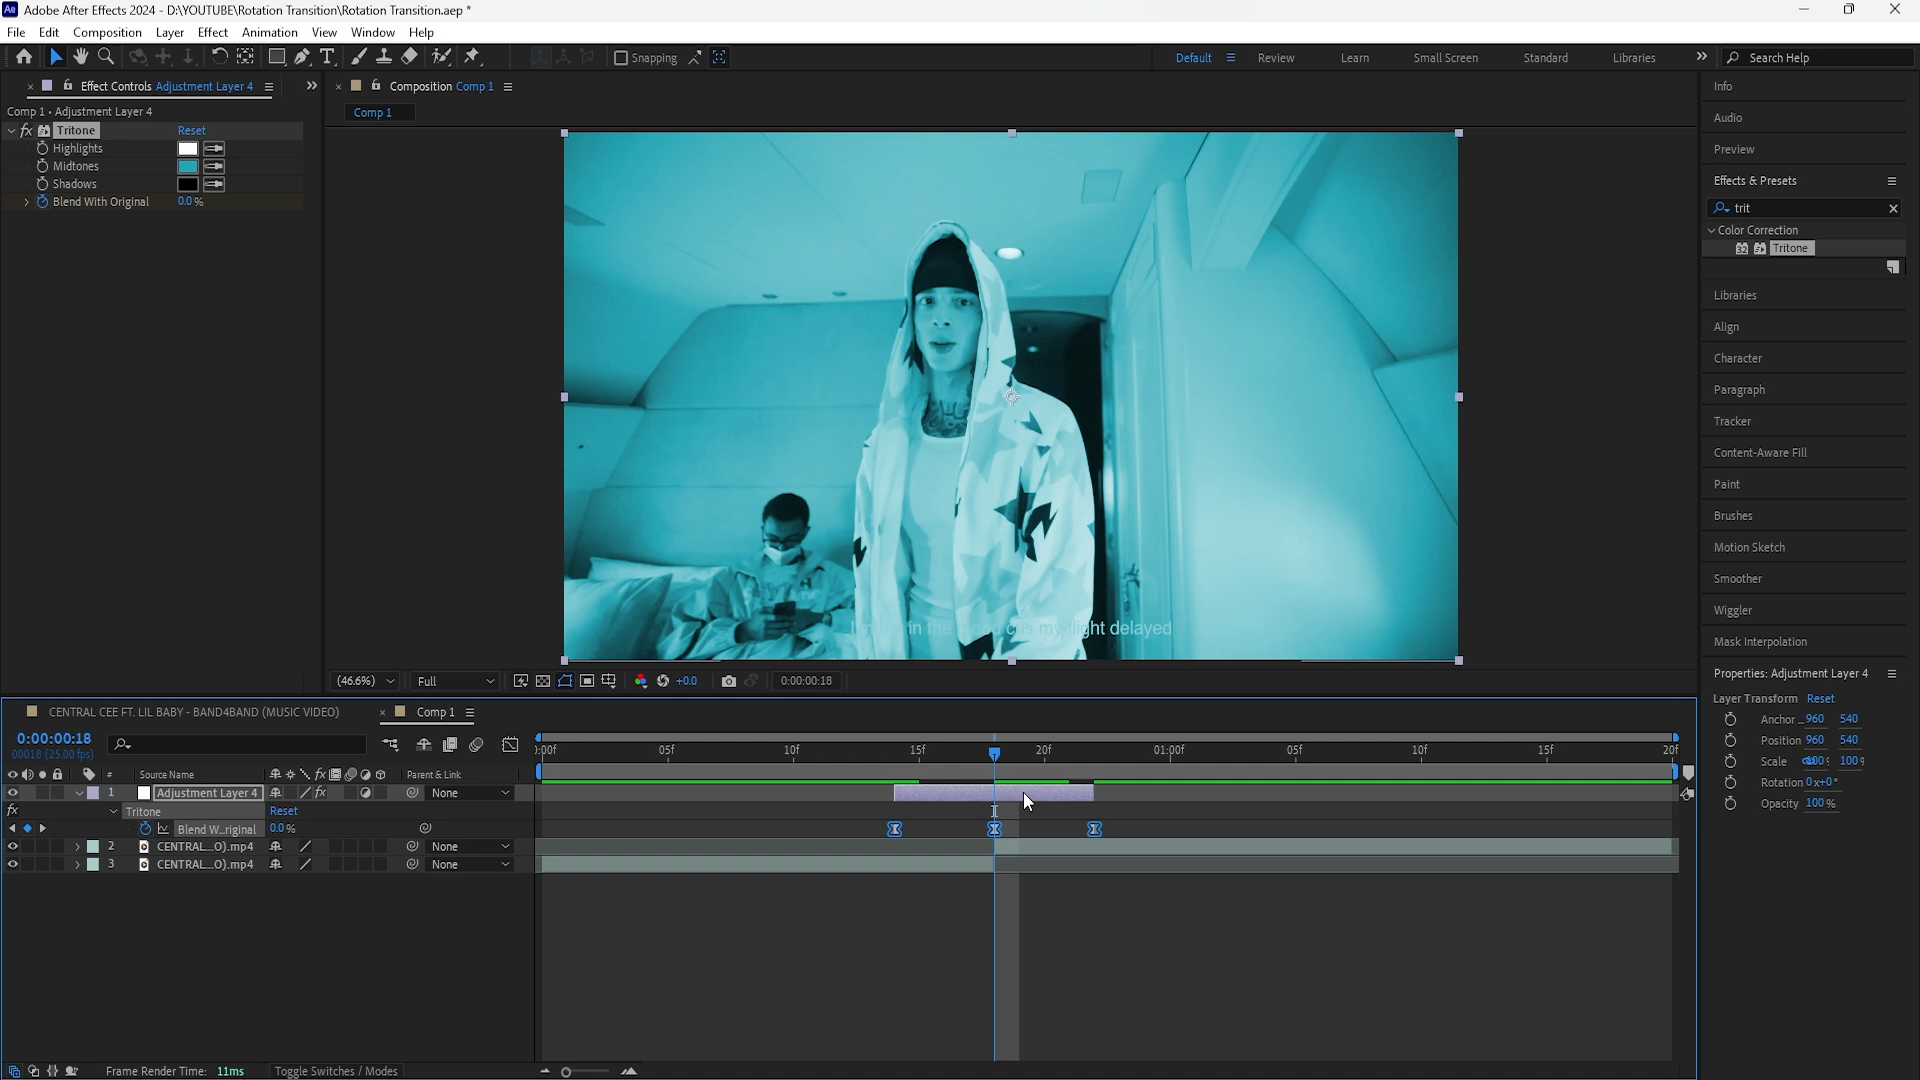 Adobe After Effects 2024 - D:\YOUTUBE\Rotation Transition\Rotation Transition.aep *
File Edit Composition Layer Effect Animation View Window Help
Snapping
Default Review Learn Small Screen Standard Libraries
Search Help
Effect Controls Adjustment Layer 4
Composition Comp 1
Comp 1 • Adjustment Layer 4
Comp 1
Tritone Reset
Highlights
Midtones
Shadows
Blend With Original 0.0 %
flight delayed
(46.6%) Full +0.0 0:00:00:18
Info
Audio
Preview
Effects & Presets
trit
Color Correction
32 Tritone
Libraries
Align
Character
Paragraph
Tracker
Content-Aware Fill
Paint
Brushes
Motion Sketch
Smoother
Wiggler
Mask Interpolation
Properties: Adjustment Layer 4
Layer Transform Reset
Anchor ... 960 540
Position 960 540
Scale 100%
Rotation 0x+0°
Opacity 100 %
CENTRAL CEE FT. LIL BABY - BAND4BAND (MUSIC VIDEO) Comp 1
0:00:00:18
00018 (25.00 fps)
:00f 05f 10f 15f 20f 01:00f 05f 10f 15f 20f
# Source Name Parent & Link
1 Adjustment Layer 4 None
Tritone Reset
Blend W...riginal 0.0 %
2 CENTRAL...O).mp4 None
3 CENTRAL...O).mp4 None
Frame Render Time: 11ms Toggle Switches / Modes